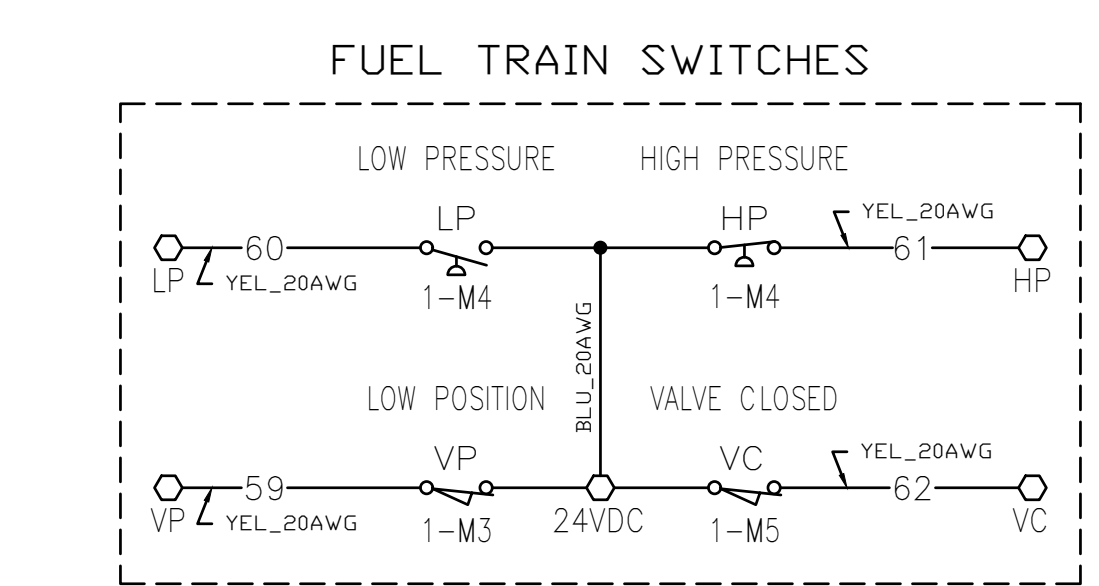 FUEL TRAIN SWITCHES
LOW PRESSURE
HIGH PRESSURE
LP
HP
YEL_20AWG
60
61
LP
YEL_20AWG
1-M4
1-M4
HP
BLU_20AWG
LOW POSITION
VALVE CLOSED
VP
VC
YEL_20AWG
59
62
VP
YEL_20AWG
1-M3
24VDC
1-M5
VC